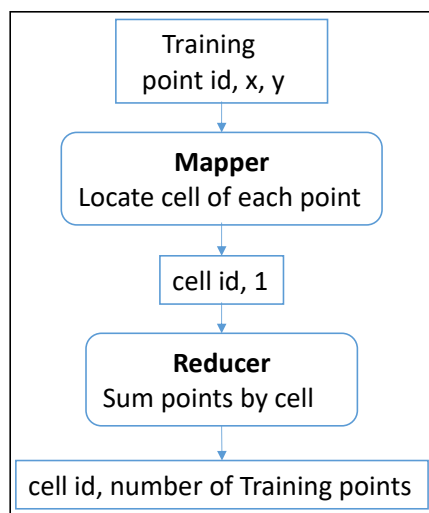 Training
point id, x, y
Mapper
Locate cell of each point
cell id, 1
Reducer
Sum points by cell
cell id, number of Training points